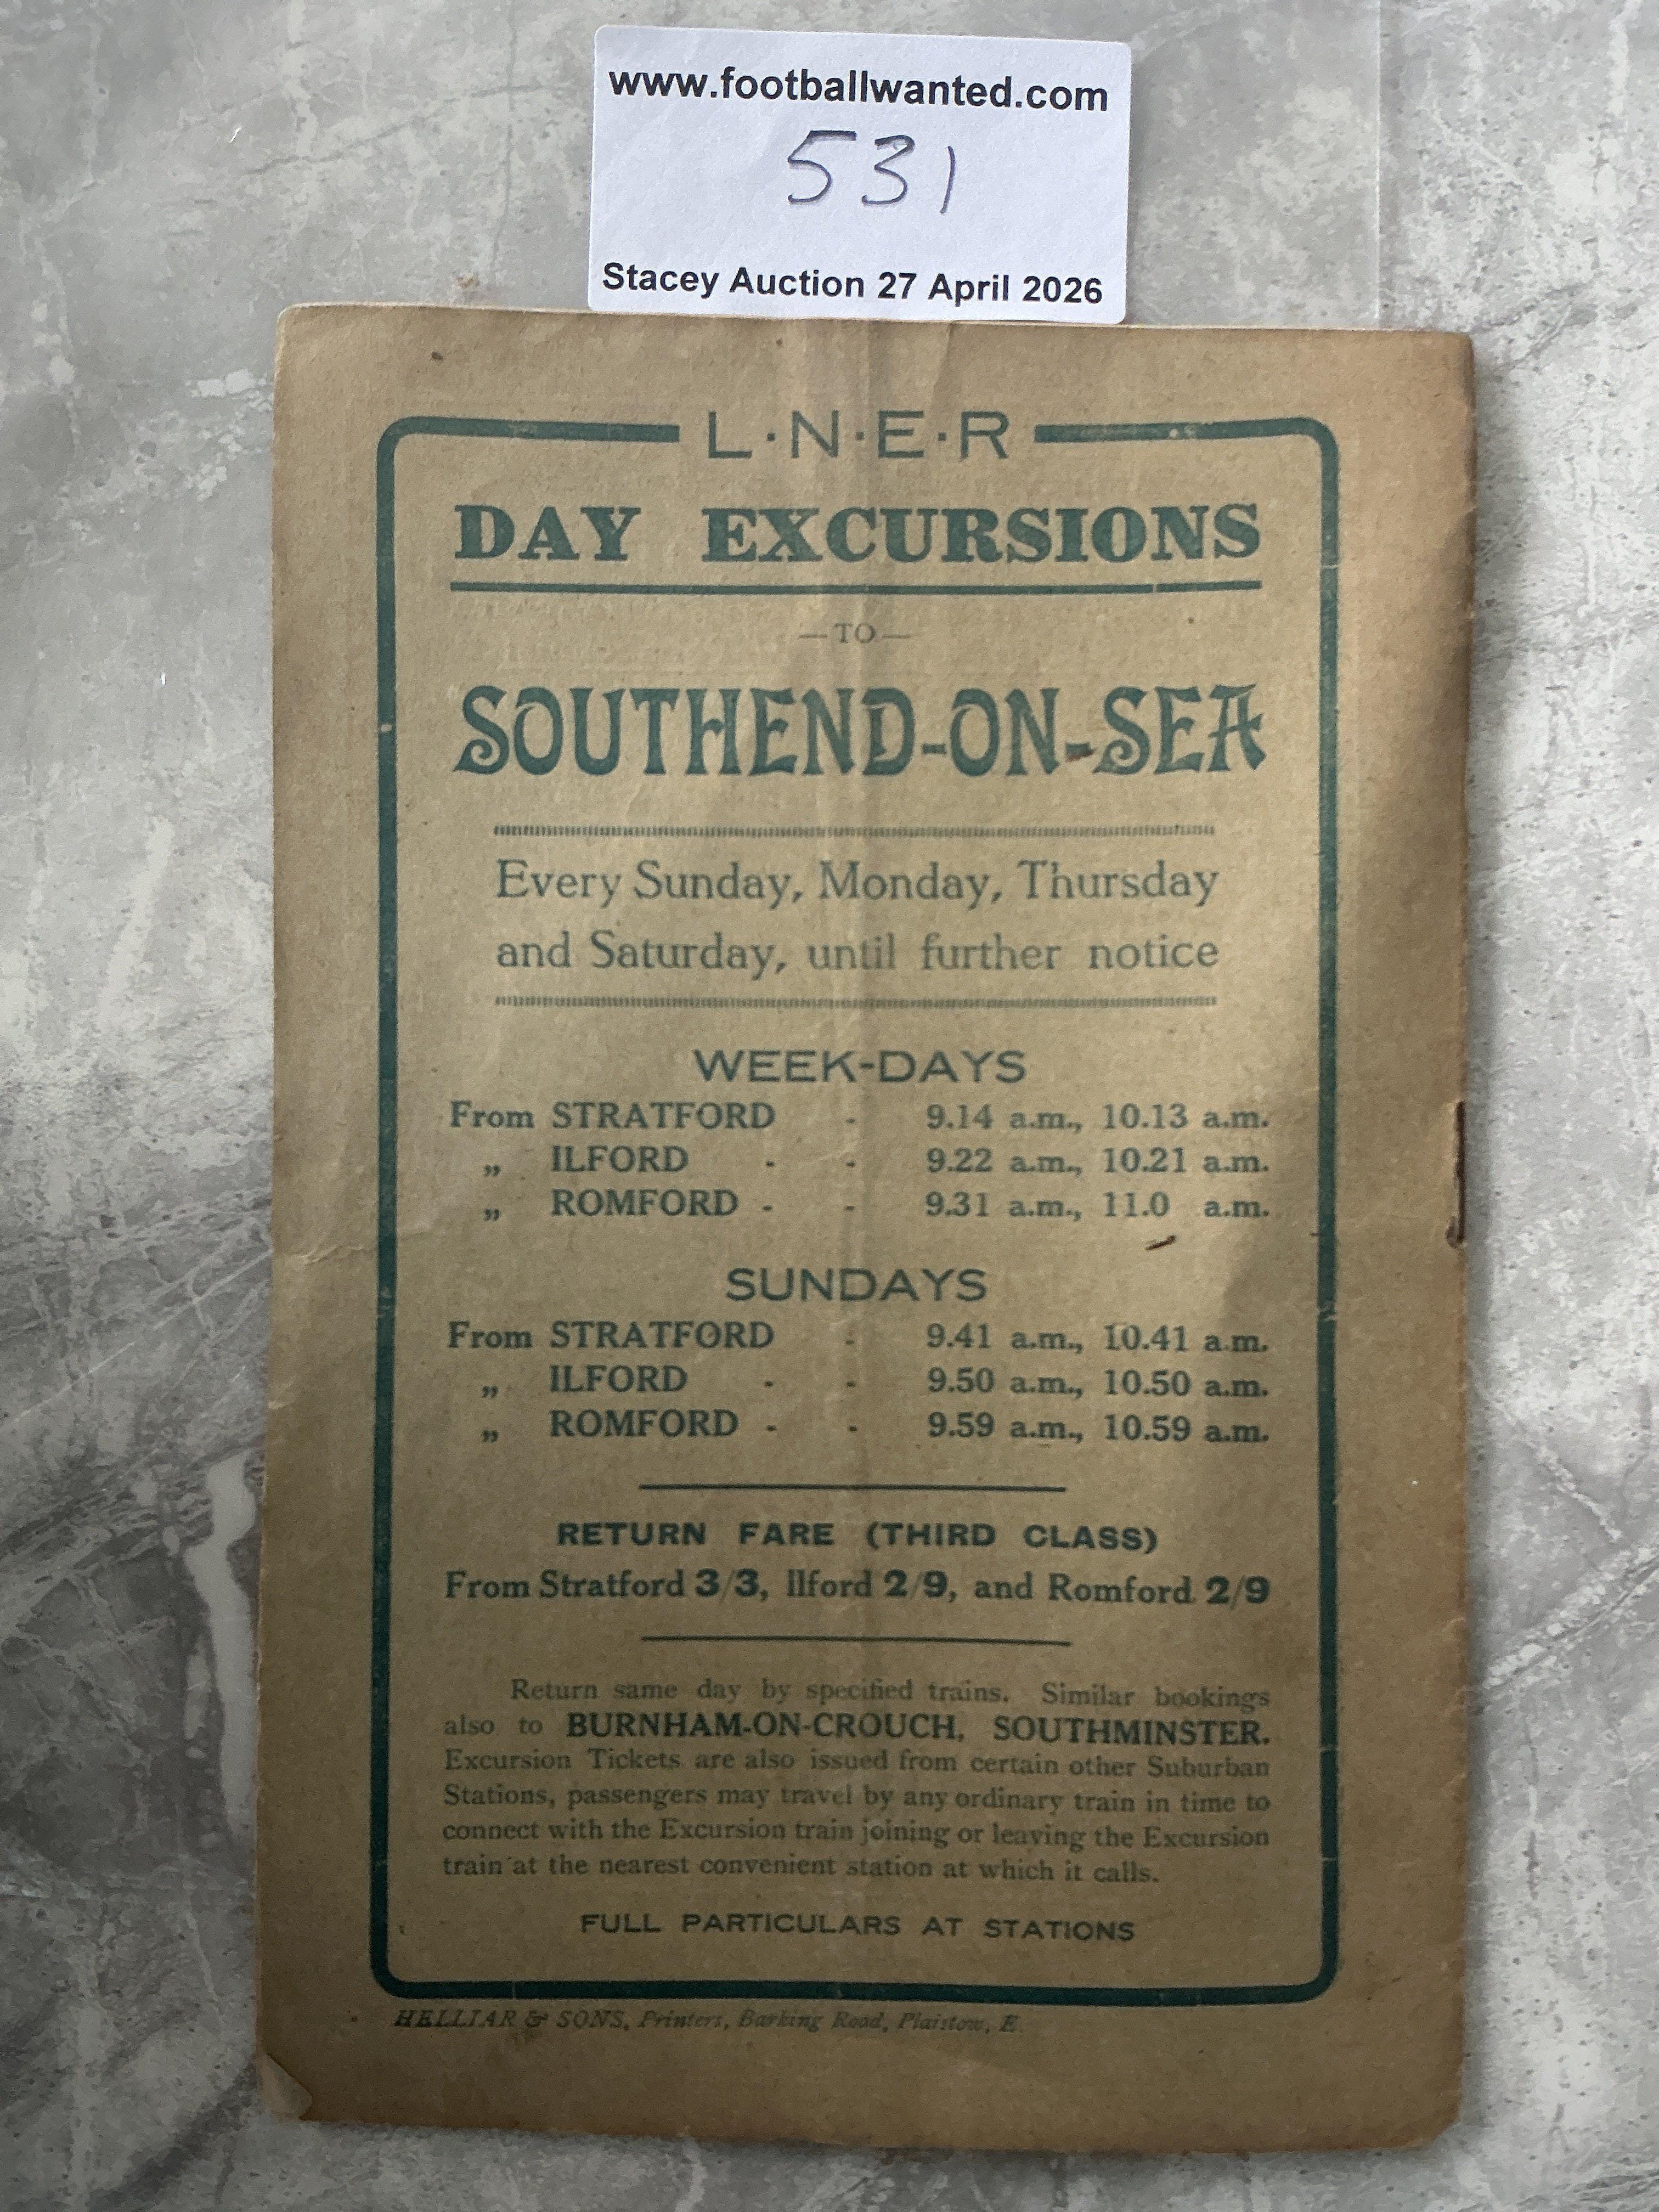 www.footballwanted.com
531
Stacey Auction 27 April 2026
L·N·E·R
DAY EXCURSIONS
—TO—
SOUTHEND-ON-SEA
Every Sunday, Monday, Thursday
and Saturday, until further notice
WEEK-DAYS
From STRATFORD - 9.14 a.m., 10.13 a.m.
„ ILFORD - - 9.22 a.m., 10.21 a.m.
„ ROMFORD - - 9.31 a.m., 11.0 a.m.
SUNDAYS
From STRATFORD - 9.41 a.m., 10.41 a.m.
„ ILFORD - - 9.50 a.m., 10.50 a.m.
„ ROMFORD - - 9.59 a.m., 10.59 a.m.
RETURN FARE (THIRD CLASS)
From Stratford 3/3, Ilford 2/9, and Romford 2/9
Return same day by specified trains. Similar bookings
also to BURNHAM-ON-CROUCH, SOUTHMINSTER.
Excursion Tickets are also issued from certain other Suburban
Stations, passengers may travel by any ordinary train in time to
connect with the Excursion train joining or leaving the Excursion
train at the nearest convenient station at which it calls.
FULL PARTICULARS AT STATIONS
HELLIAR & SONS, Printers, Barking Road, Plaistow, E.